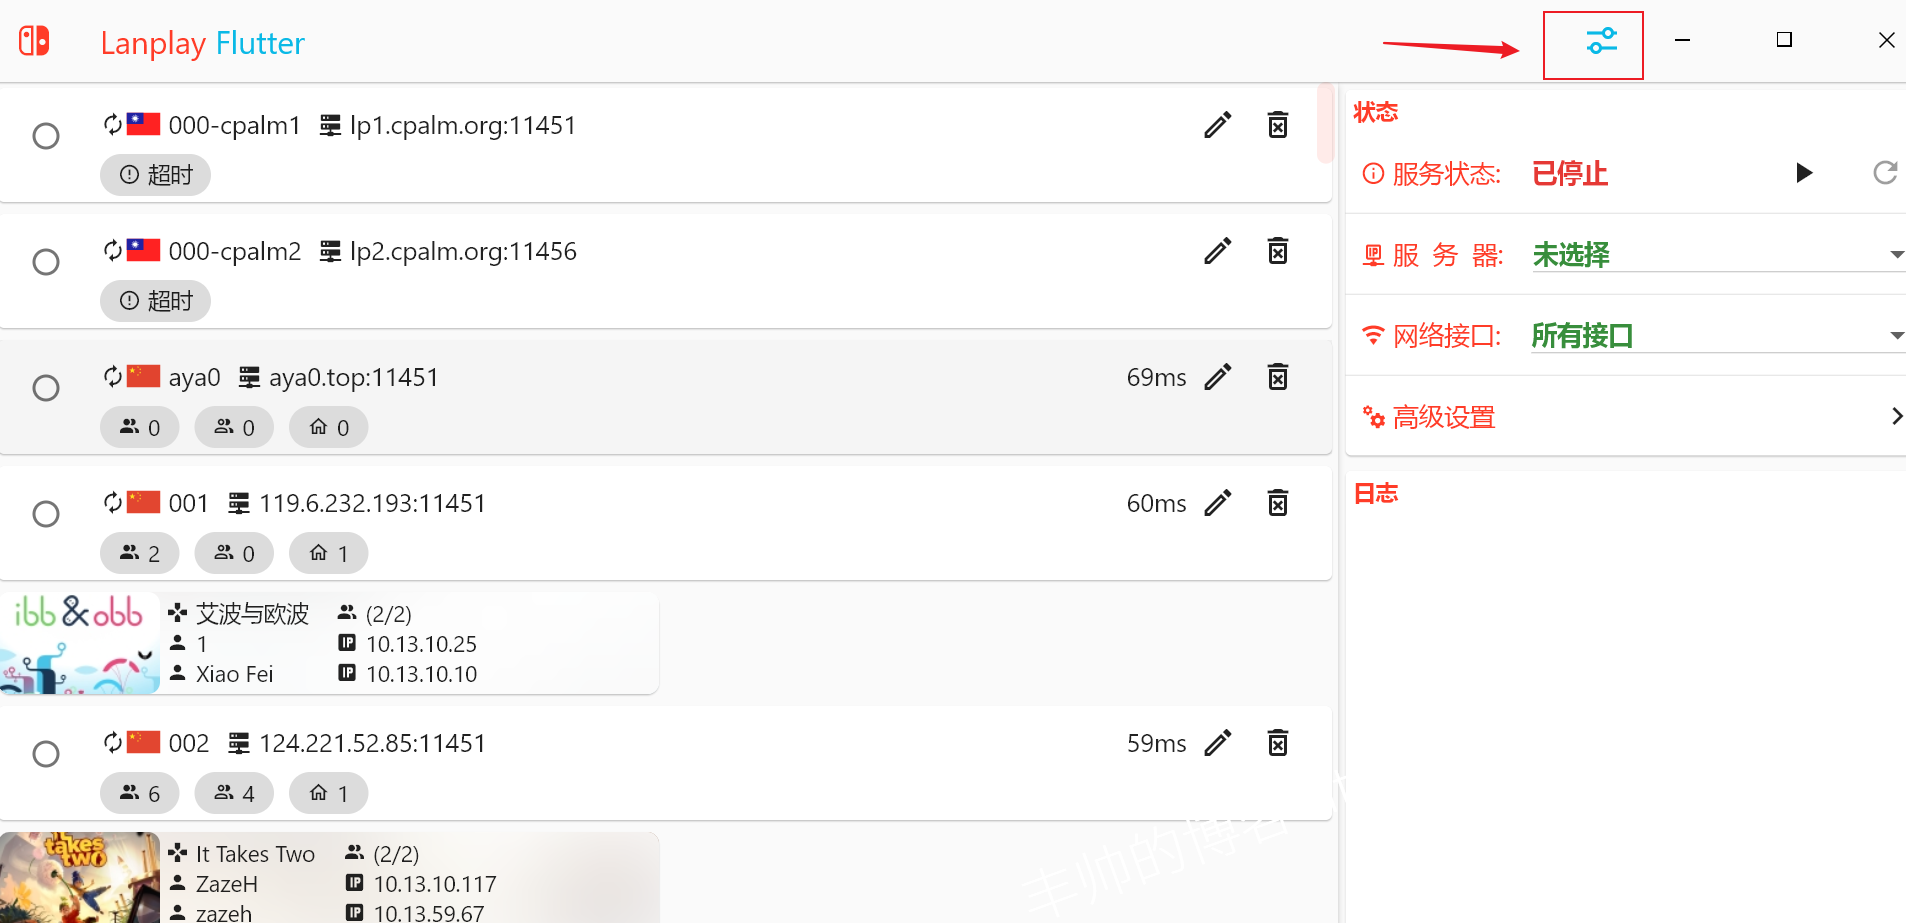 Lanplay Flutter
000-cpalm1 lp1.cpalm.org:11451
超时
000-cpalm2 lp2.cpalm.org:11456
超时
aya0 aya0.top:11451 69ms
0 0 0
001 119.6.232.193:11451 60ms
2 0 1
ibb & obb
艾波与欧波 (2/2)
1 IP 10.13.10.25
Xiao Fei IP 10.13.10.10
002 124.221.52.85:11451 59ms
6 4 1
It takes two
It Takes Two (2/2)
ZazeH IP 10.13.10.117
zazeh IP 10.13.59.67
状态
服务状态: 已停止
服 务 器: 未选择
网络接口: 所有接口
高级设置
日志
丰帅的博客